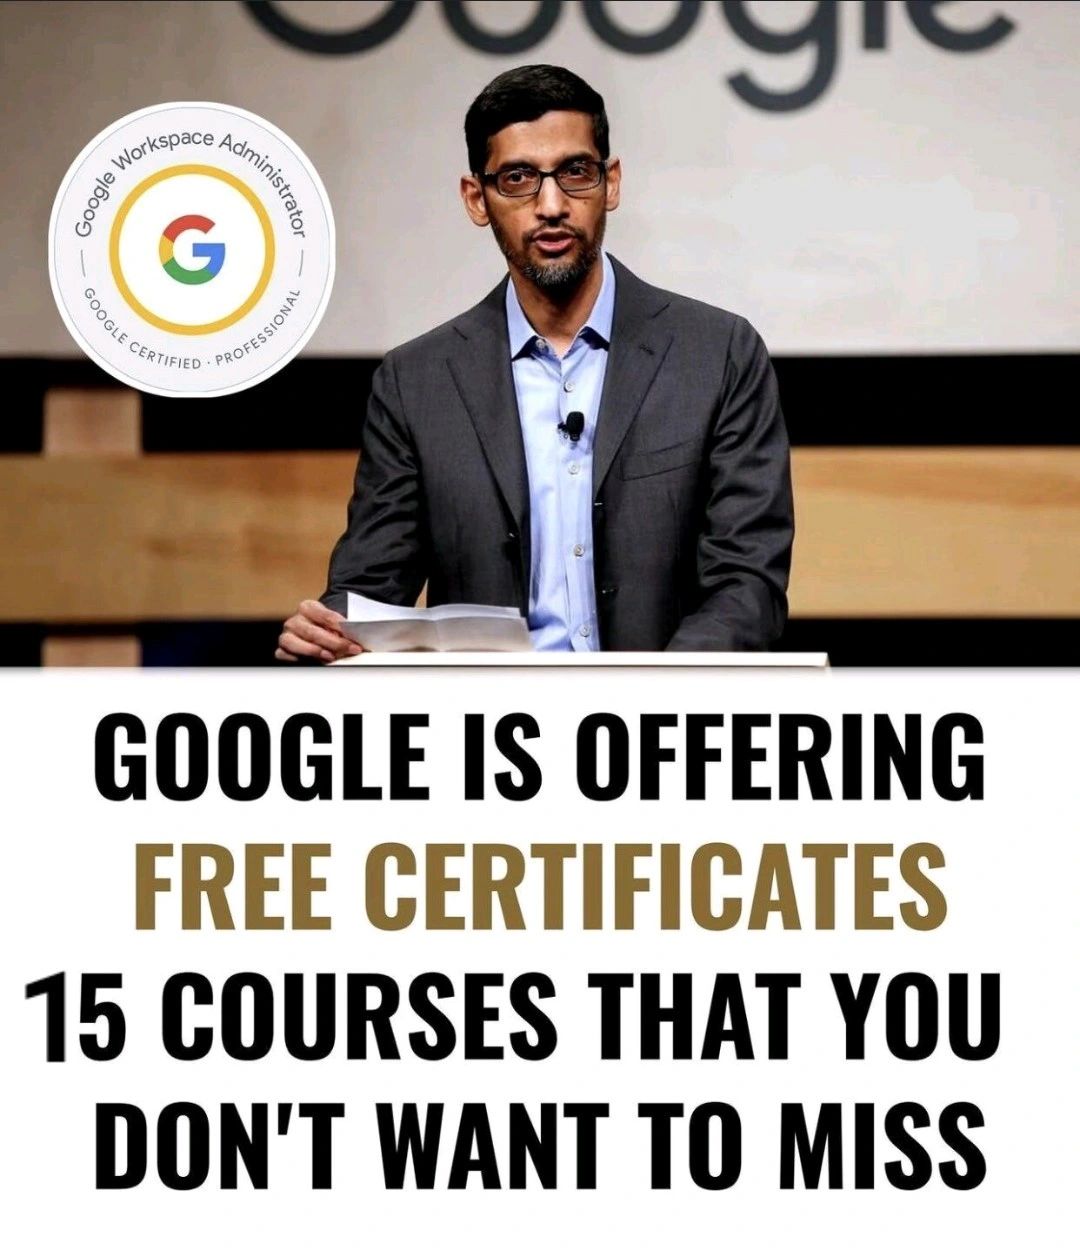 Google
Google Workspace Administrator
G
GOOGLE CERTIFIED · PROFESSIONAL
GOOGLE IS OFFERING
FREE CERTIFICATES
15 COURSES THAT YOU
DON'T WANT TO MISS